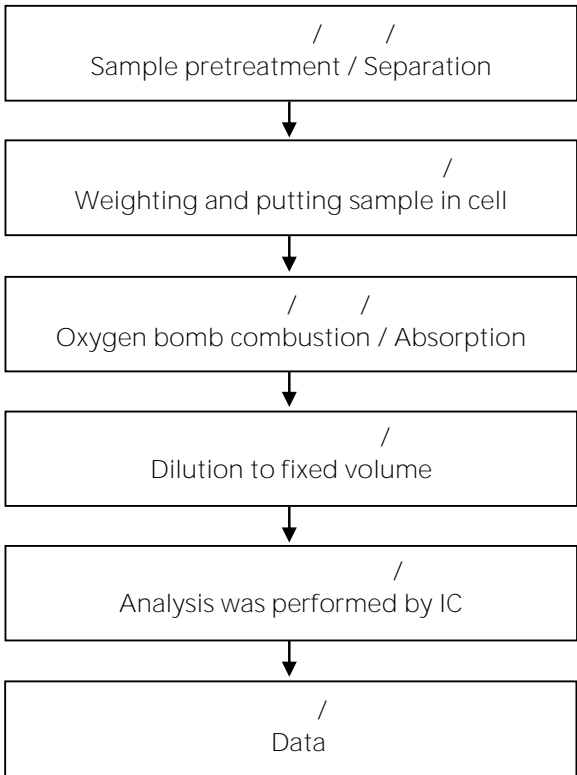 / /
Sample pretreatment / Separation
/
Weighting and putting sample in cell
/ /
Oxygen bomb combustion / Absorption
/
Dilution to fixed volume
/
Analysis was performed by IC
/
Data